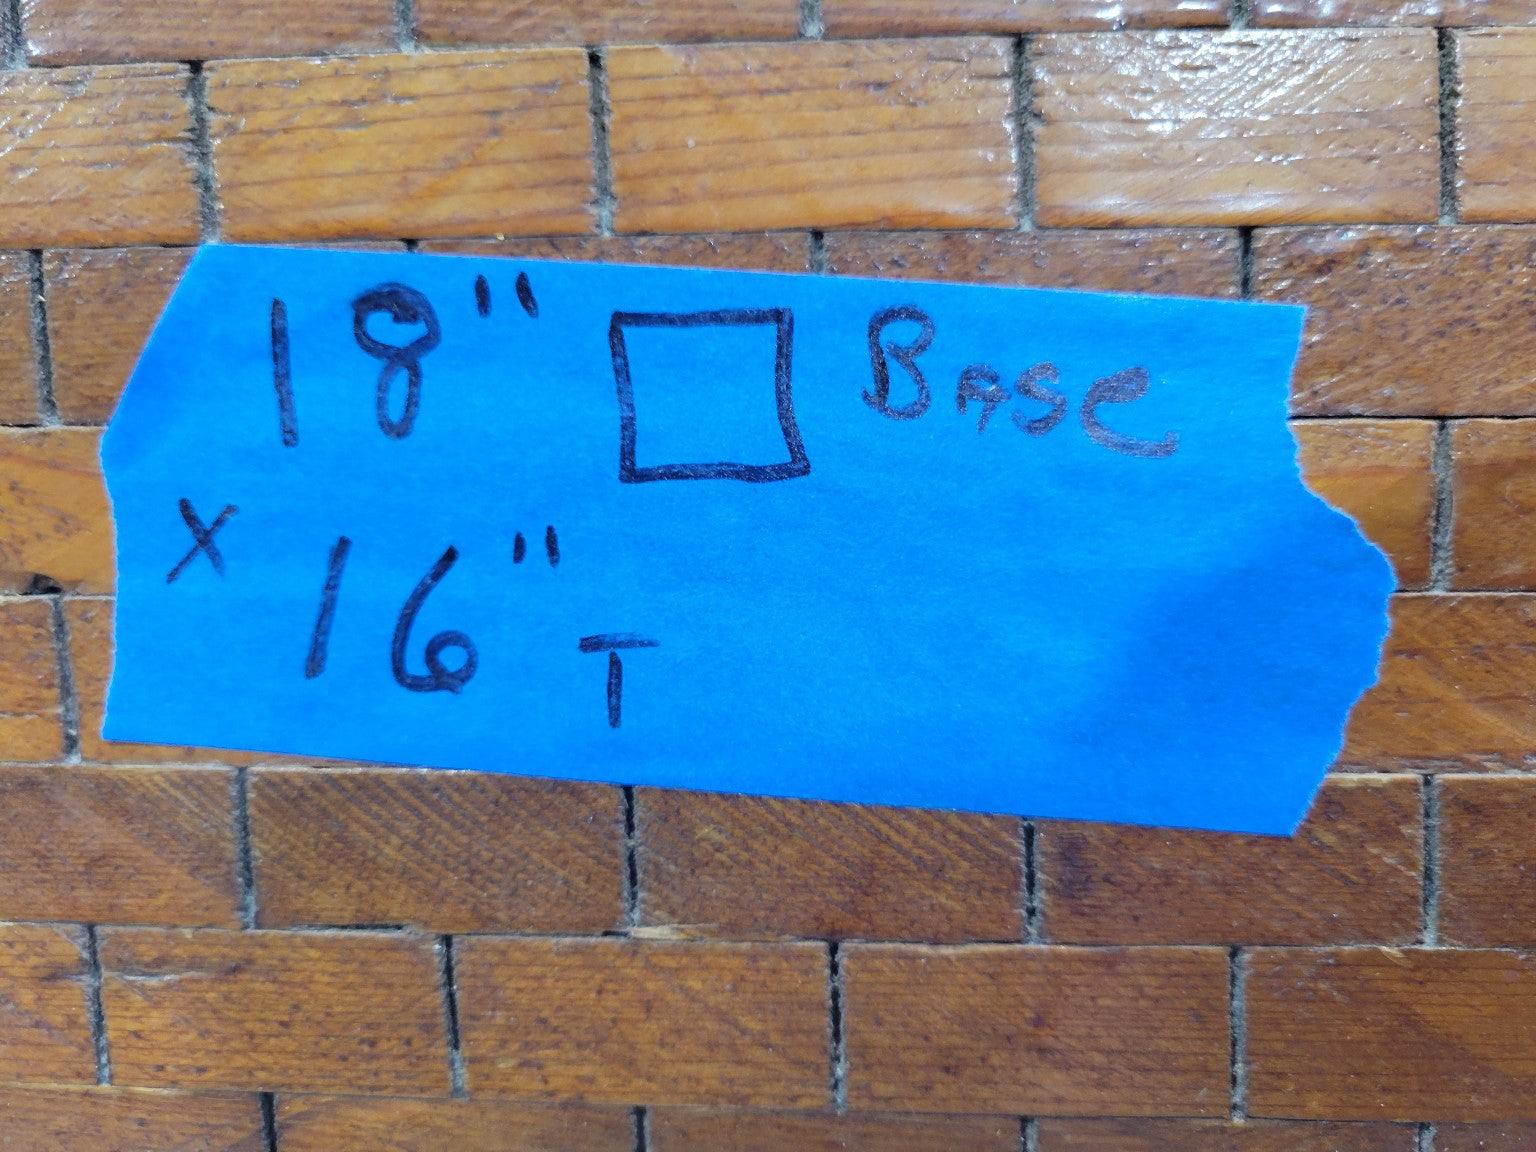 18" □ BASe
x 16" T